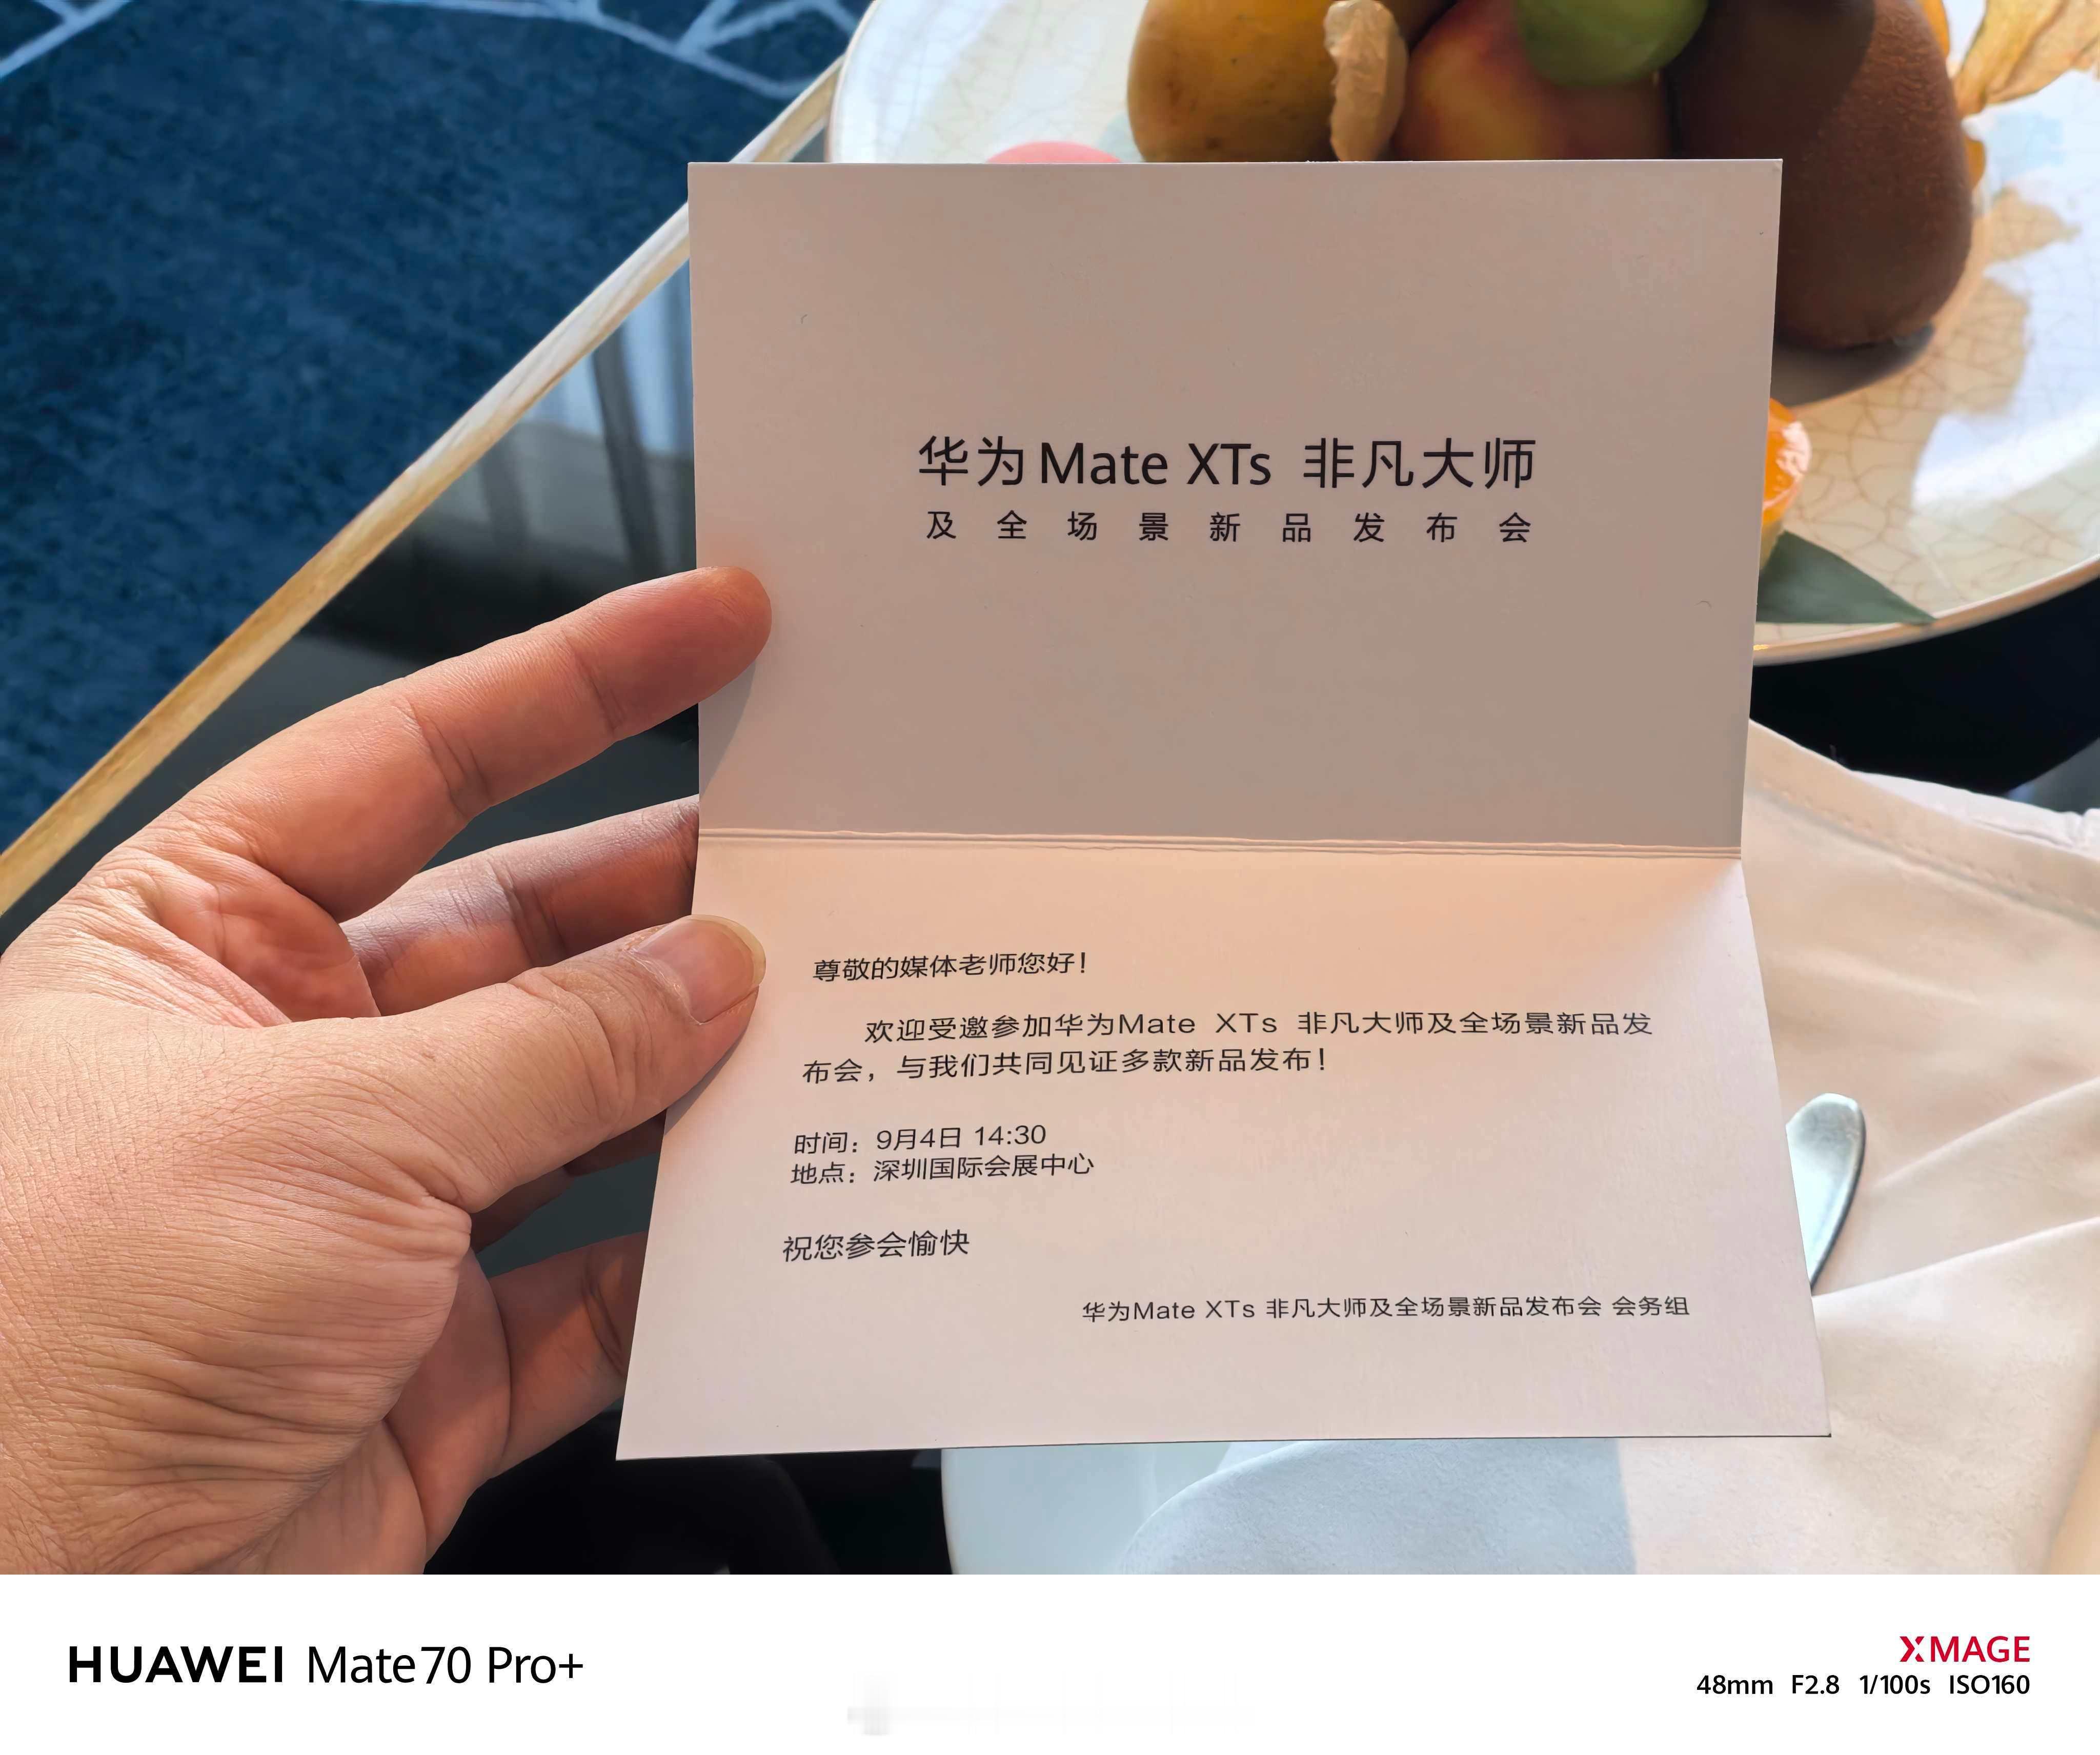 华为 Mate XTs 非凡大师
及全场景新品发布会
尊敬的媒体老师您好！
欢迎受邀参加华为Mate XTs 非凡大师及全场景新品发
布会，与我们共同见证多款新品发布！
时间：9月4日 14:30
地点：深圳国际会展中心
祝您参会愉快
华为Mate XTs 非凡大师及全场景新品发布会 会务组
HUAWEI Mate70 Pro+
XMAGE
48mm F2.8 1/100s ISO160